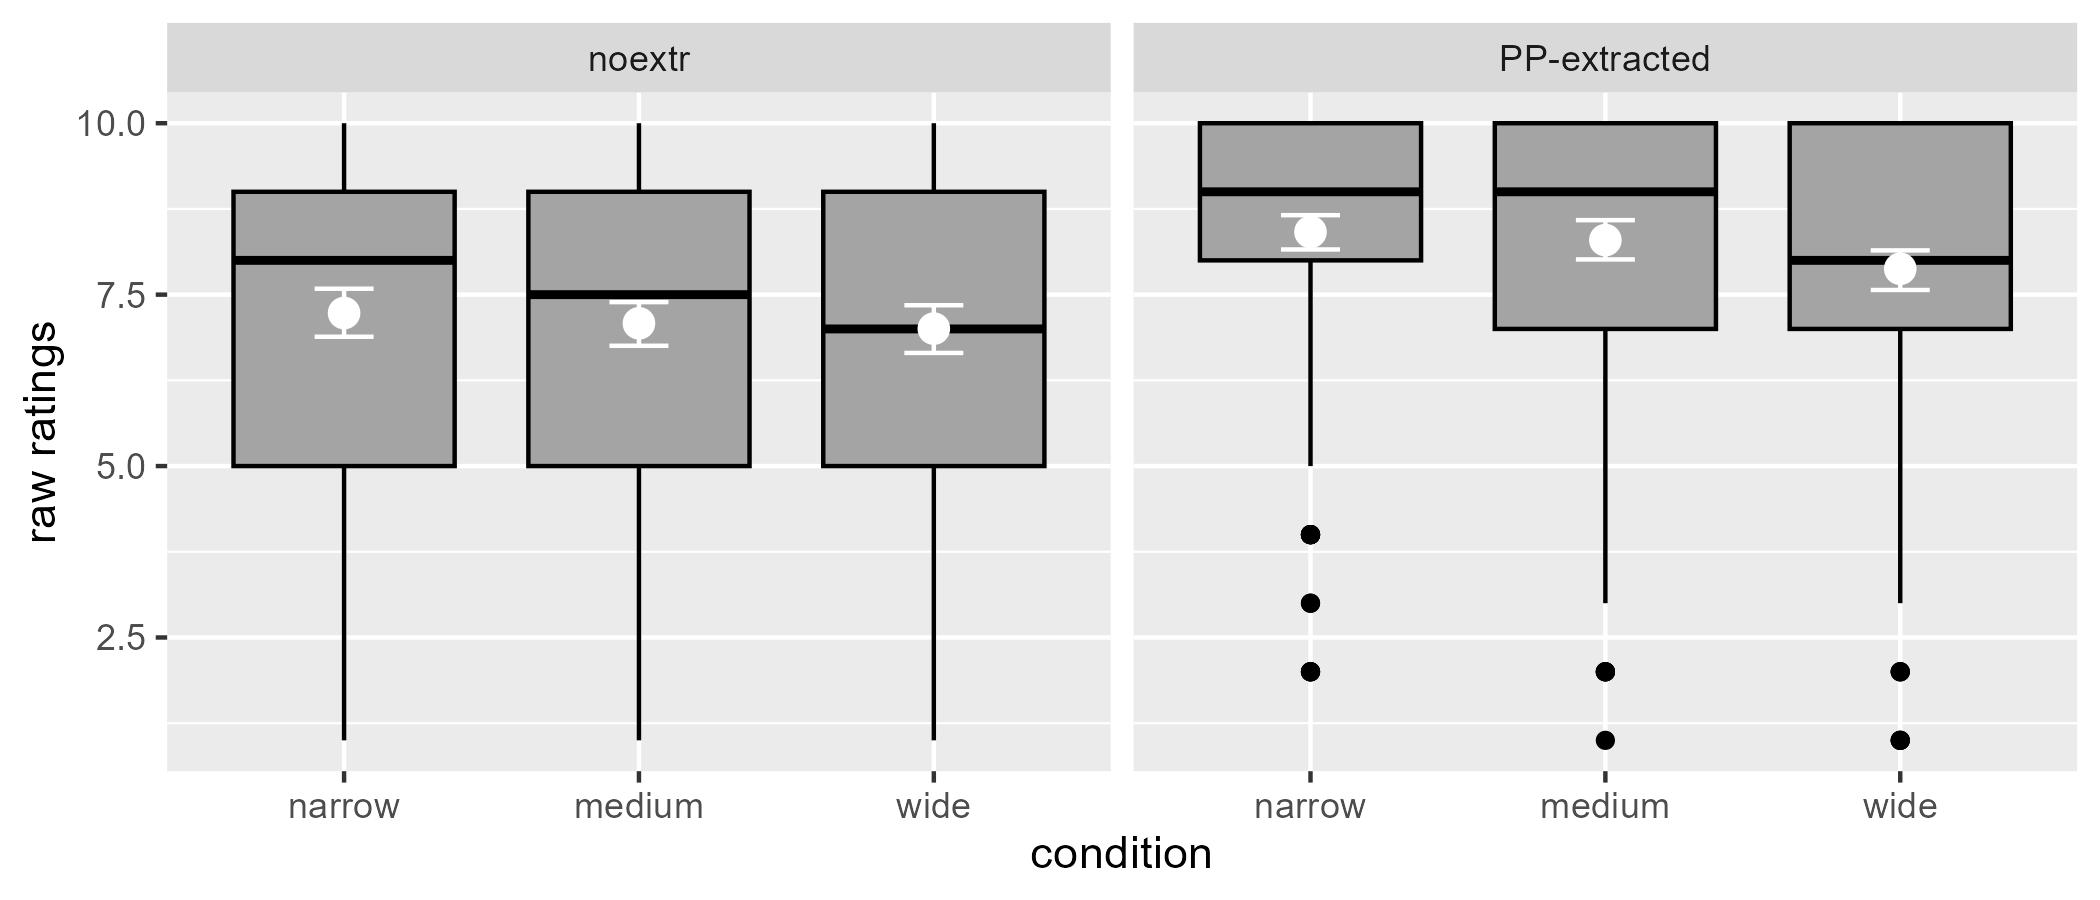 noextr
PP-extracted
raw ratings
10.0
7.5
5.0
2.5
narrow
medium
wide
narrow
medium
wide
condition